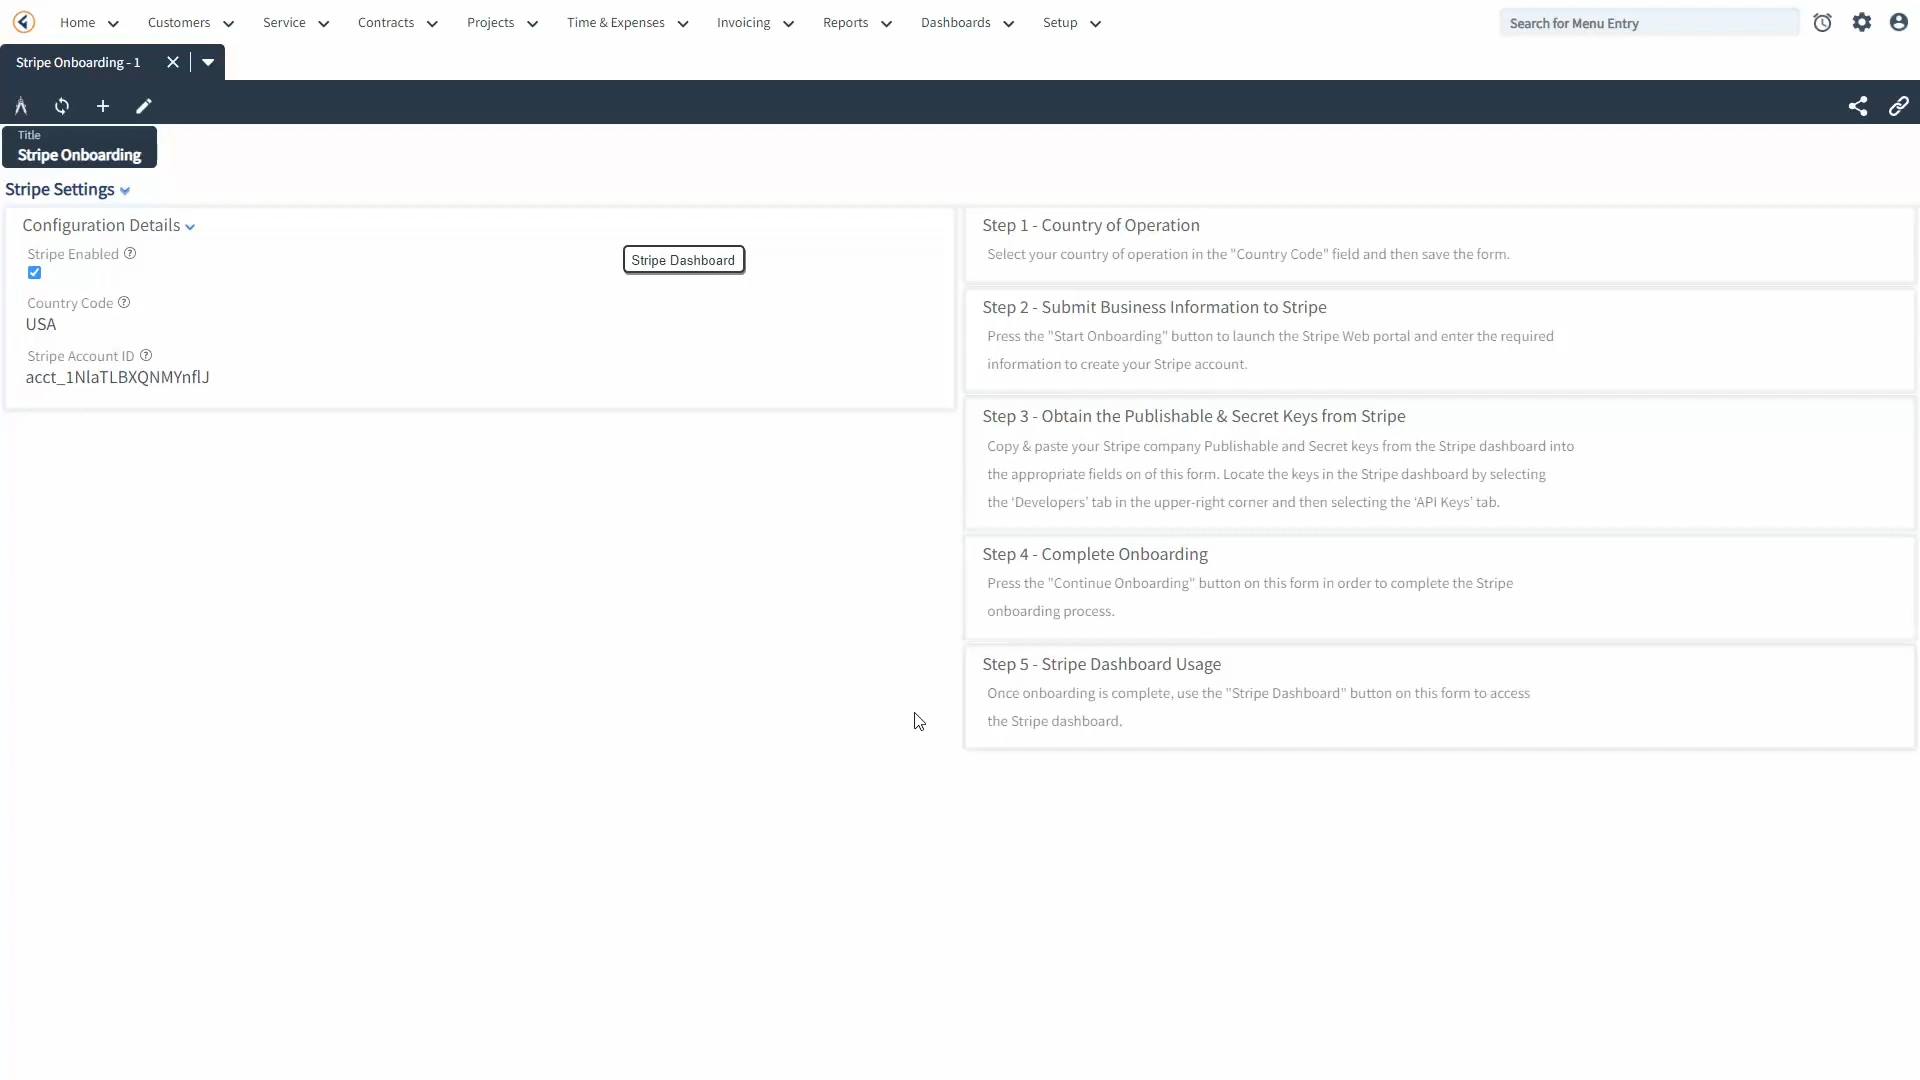 Home
Customers
Service
Contracts
Projects
Time & Expenses
Invoicing
Reports
Dashboards
Setup
Search for Menu Entry
Stripe Onboarding - 1
Title
Stripe Onboarding
Stripe Settings
Configuration Details
Stripe Enabled
Stripe Dashboard
Country Code
USA
Stripe Account ID
acct_1NlaTLBXQNMYnflJ
Step 1 - Country of Operation
Select your country of operation in the "Country Code" field and then save the form.
Step 2 - Submit Business Information to Stripe
Press the "Start Onboarding" button to launch the Stripe Web portal and enter the required
information to create your Stripe account.
Step 3 - Obtain the Publishable & Secret Keys from Stripe
Copy & paste your Stripe company Publishable and Secret keys from the Stripe dashboard into
the appropriate fields on of this form. Locate the keys in the Stripe dashboard by selecting
the ‘Developers’ tab in the upper-right corner and then selecting the ‘API Keys’ tab.
Step 4 - Complete Onboarding
Press the "Continue Onboarding" button on this form in order to complete the Stripe
onboarding process.
Step 5 - Stripe Dashboard Usage
Once onboarding is complete, use the "Stripe Dashboard" button on this form to access
the Stripe dashboard.